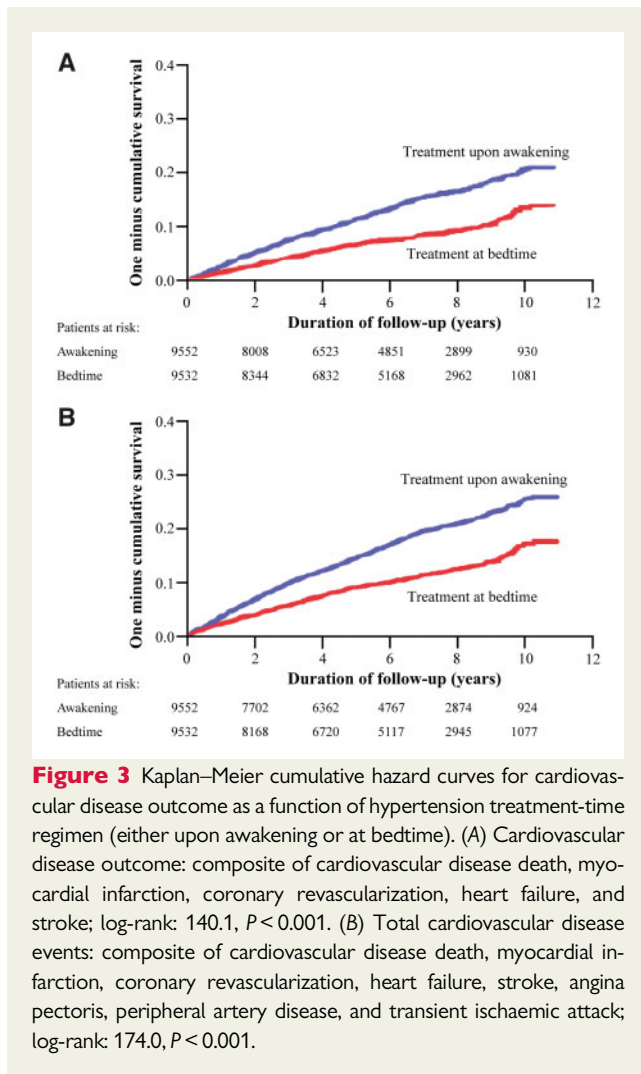 A
One minus cumulative survival
0.4
0.3
0.2
0.1
0.0
Treatment upon awakening
Treatment at bedtime
0 2 4 6 8 10 12
Duration of follow-up (years)
Patients at risk:
Awakening 9552 8008 6523 4851 2899 930
Bedtime 9532 8344 6832 5168 2962 1081
B
One minus cumulative survival
0.4
0.3
0.2
0.1
0.0
Treatment upon awakening
Treatment at bedtime
0 2 4 6 8 10 12
Duration of follow-up (years)
Patients at risk:
Awakening 9552 7702 6362 4767 2874 924
Bedtime 9532 8168 6720 5117 2945 1077
Figure 3 Kaplan–Meier cumulative hazard curves for cardiovas-
cular disease outcome as a function of hypertension treatment-time
regimen (either upon awakening or at bedtime). (A) Cardiovascular
disease outcome: composite of cardiovascular disease death, myo-
cardial infarction, coronary revascularization, heart failure, and
stroke; log-rank: 140.1, P < 0.001. (B) Total cardiovascular disease
events: composite of cardiovascular disease death, myocardial in-
farction, coronary revascularization, heart failure, stroke, angina
pectoris, peripheral artery disease, and transient ischaemic attack;
log-rank: 174.0, P < 0.001.